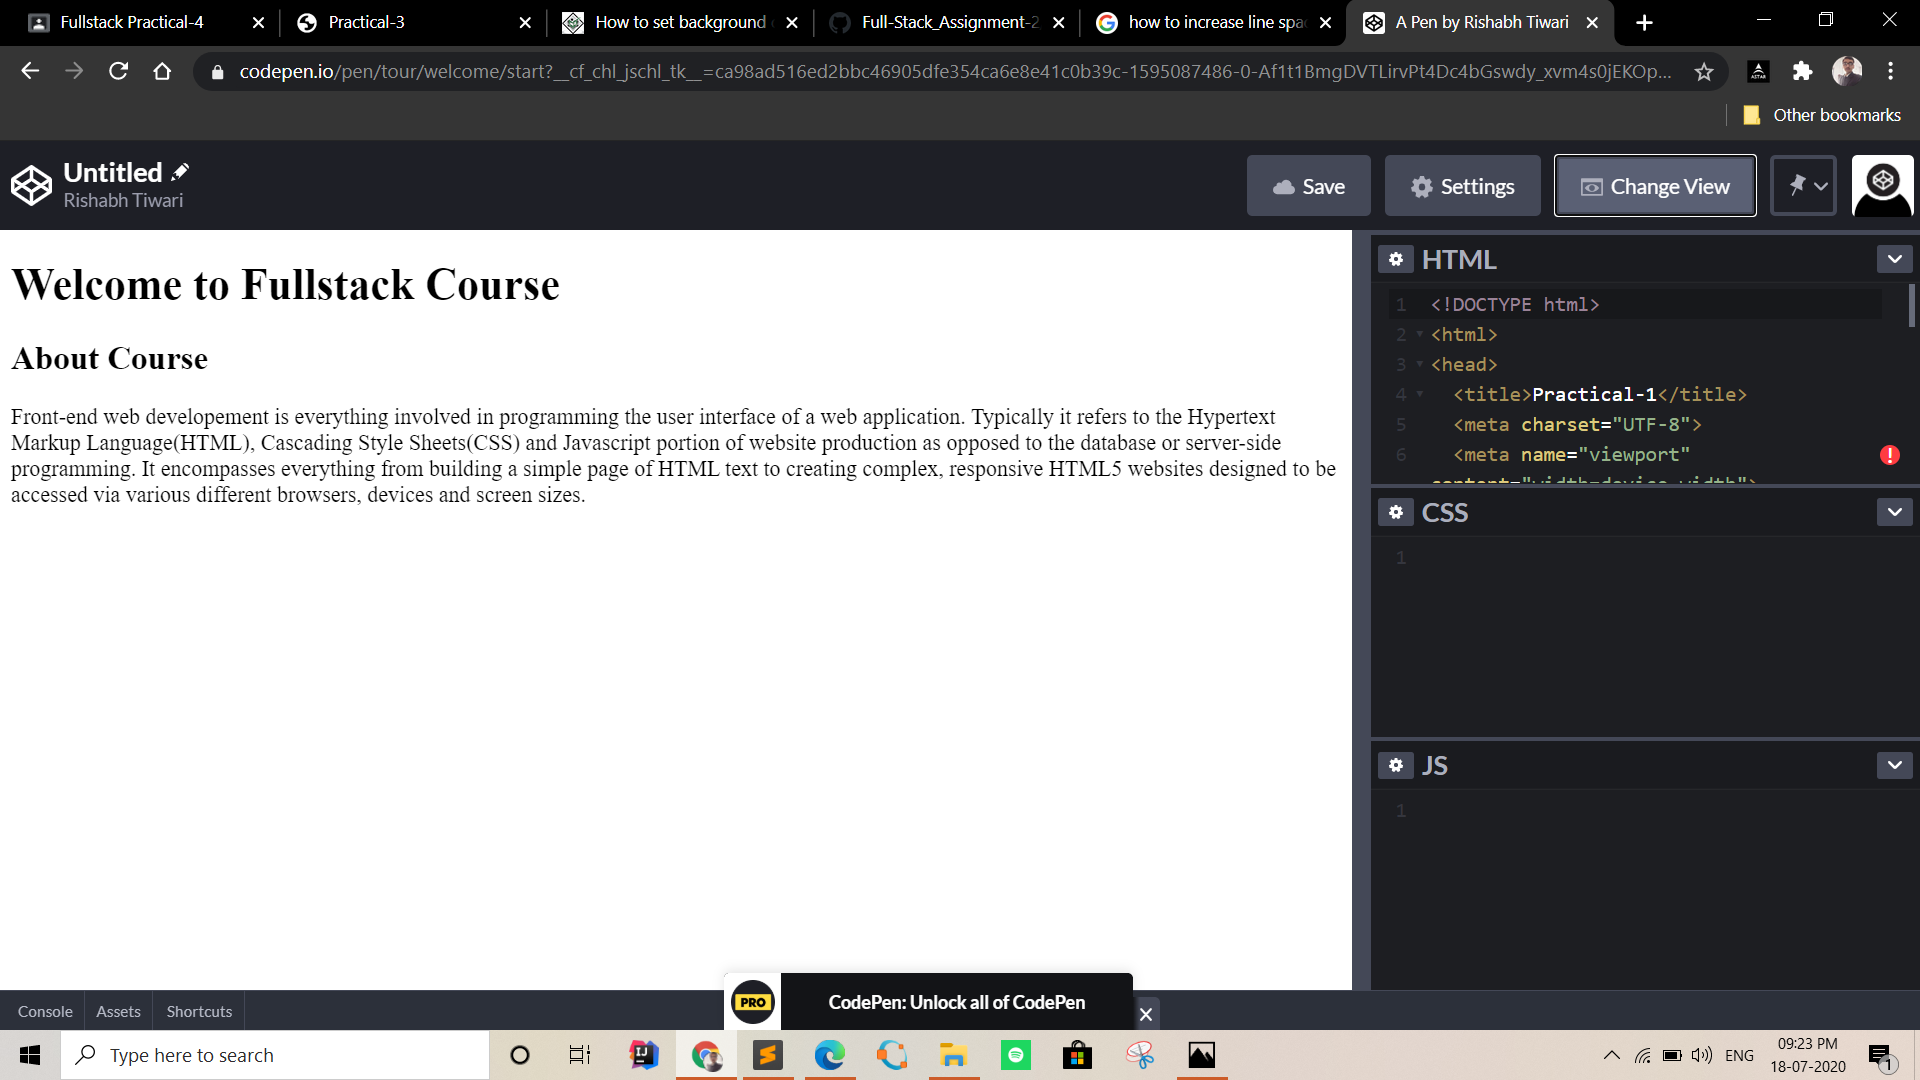 Fullstack Practical-4
Practical-3
How to set background
Full-Stack_Assignment-2
how to increase line spa
A Pen by Rishabh Tiwari
codepen.io/pen/tour/welcome/start?__cf_chl_jschl_tk__=ca98ad516ed2bbc46905dfe354ca6e8e41c0b39c-1595087486-0-Af1t1BmgDVTLirvPt4Dc4bGswdy_xvm4s0jEKOp...
Other bookmarks
Untitled
Rishabh Tiwari
Save
Settings
Change View
Welcome to Fullstack Course
About Course
Front-end web developement is everything involved in programming the user interface of a web application. Typically it refers to the Hypertext
Markup Language(HTML), Cascading Style Sheets(CSS) and Javascript portion of website production as opposed to the database or server-side
programming. It encompasses everything from building a simple page of HTML text to creating complex, responsive HTML5 websites designed to be
accessed via various different browsers, devices and screen sizes.
HTML
1 <!DOCTYPE html>
2 <html>
3 <head>
4 <title>Practical-1</title>
5 <meta charset="UTF-8">
6 <meta name="viewport"
content="width=device-width">
CSS
1
JS
1
Console
Assets
Shortcuts
PRO
CodePen: Unlock all of CodePen
Type here to search
ENG
09:23 PM
18-07-2020
1